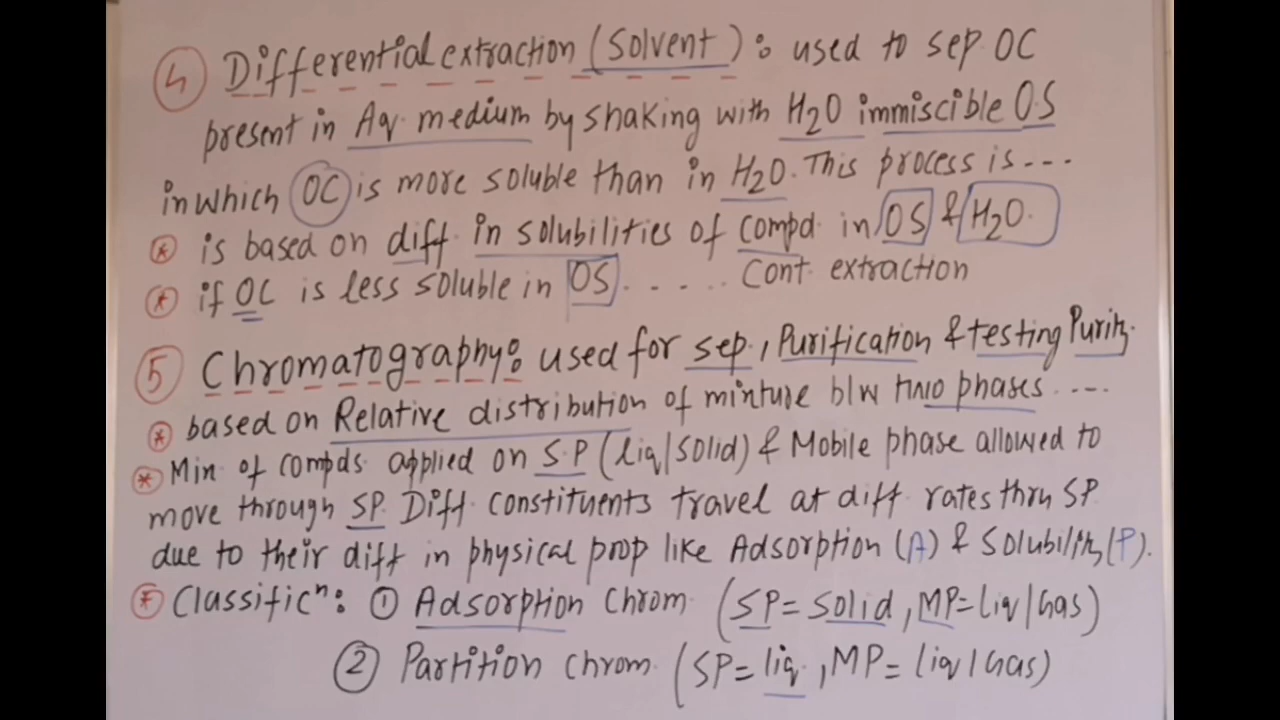 4 Differential extraction (Solvent) : used to sep OC
present in Aq. medium by shaking with H2O immiscible O.S
in which OC is more soluble than in H2O. This process is ...
* is based on diff in solubilities of compd. in OS & H2O.
* if OC is less soluble in OS ...... Cont. extraction
5 Chromatography: used for sep, Purification & testing Purity.
* based on Relative distribution of mixture b/w two phases ....
* Mix of compds applied on S.P (liq/solid) & Mobile phase allowed to
move through SP. Diff constituents travel at diff rates thru SP
due to their diff in physical prop like Adsorption (A) & Solubility (P).
* Classificn: 1 Adsorption Chrom (SP = Solid, MP = Liq/Gas)
2 Partition Chrom. (SP = liq, MP = liq/Gas)